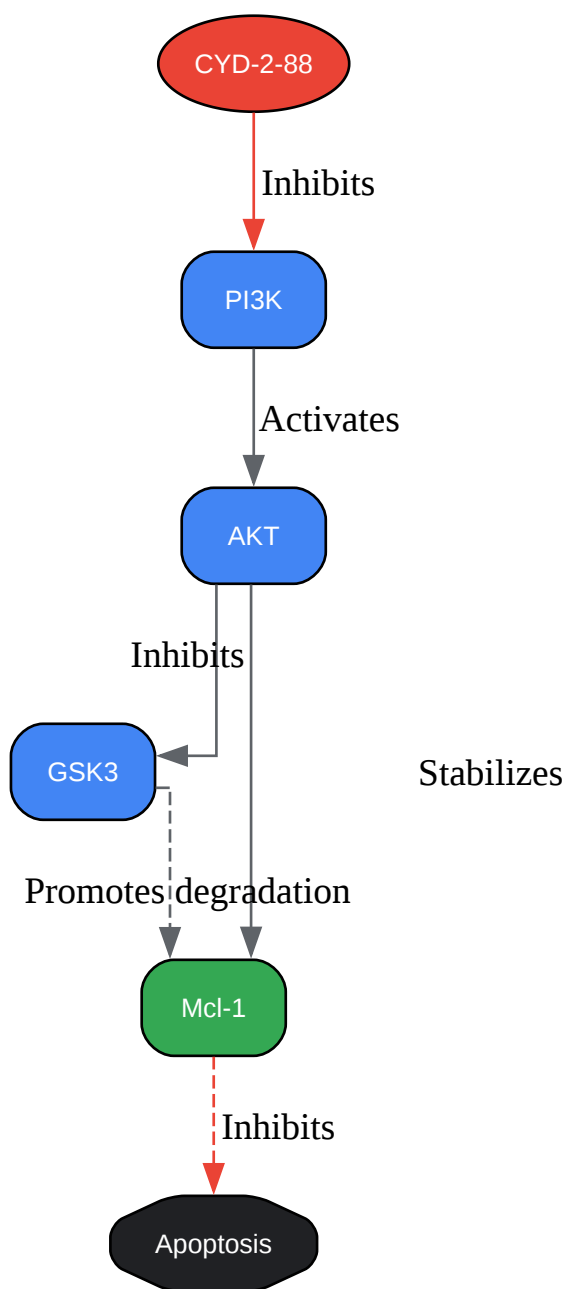 CYD-2-88
Inhibits
PI3K
Activates
AKT
Inhibits
GSK3
Stabilizes
Promotes degradation
Mcl-1
Inhibits
Apoptosis